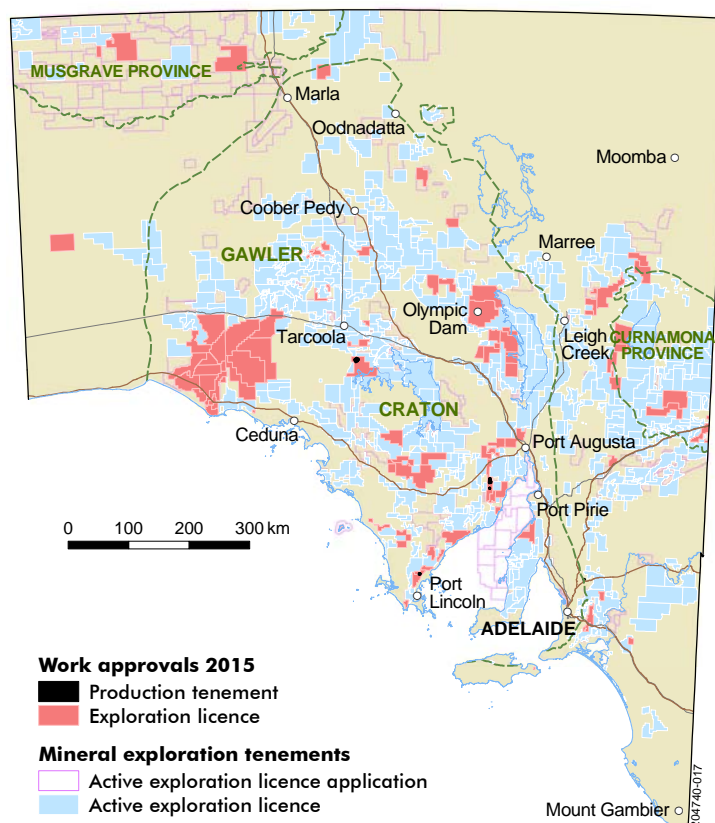 MUSGRAVE PROVINCE
Marla
Oodnadatta
Moomba
Coober Pedy
Marree
GAWLER
Olympic
Dam
Tarcoola
Leigh
Creek
CURNAMONA
PROVINCE
CRATON
Ceduna
Port Augusta
Port Pirie
0 100 200 300 km
Port
Lincoln
ADELAIDE
Work approvals 2015
Production tenement
Exploration licence
Mineral exploration tenements
Active exploration licence application
Active exploration licence
Mount Gambier
204740-017